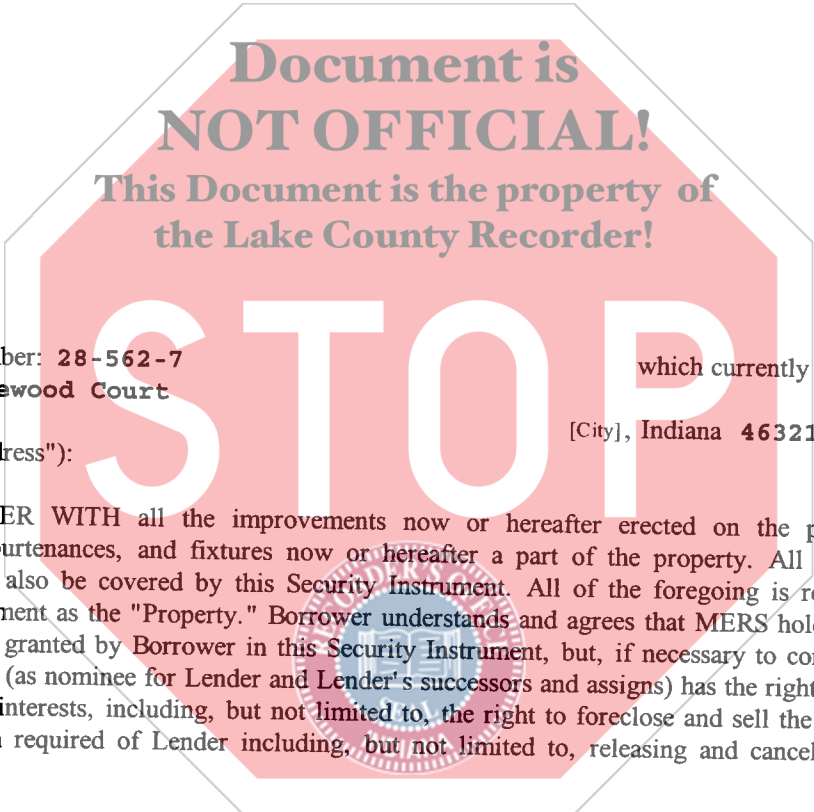 Document is
NOT OFFICIAL!
This Document is the property of
the Lake County Recorder!
STOP
ber: 28-562-7 which currently
ewood Court
[City], Indiana 46321
ress"):
ER WITH all the improvements now or hereafter erected on the p
urtenances, and fixtures now or hereafter a part of the property. All
also be covered by this Security Instrument. All of the foregoing is re
ment as the "Property." Borrower understands and agrees that MERS hol
granted by Borrower in this Security Instrument, but, if necessary to co
(as nominee for Lender and Lender's successors and assigns) has the right
interests, including, but not limited to, the right to foreclose and sell the
required of Lender including, but not limited to, releasing and cancel